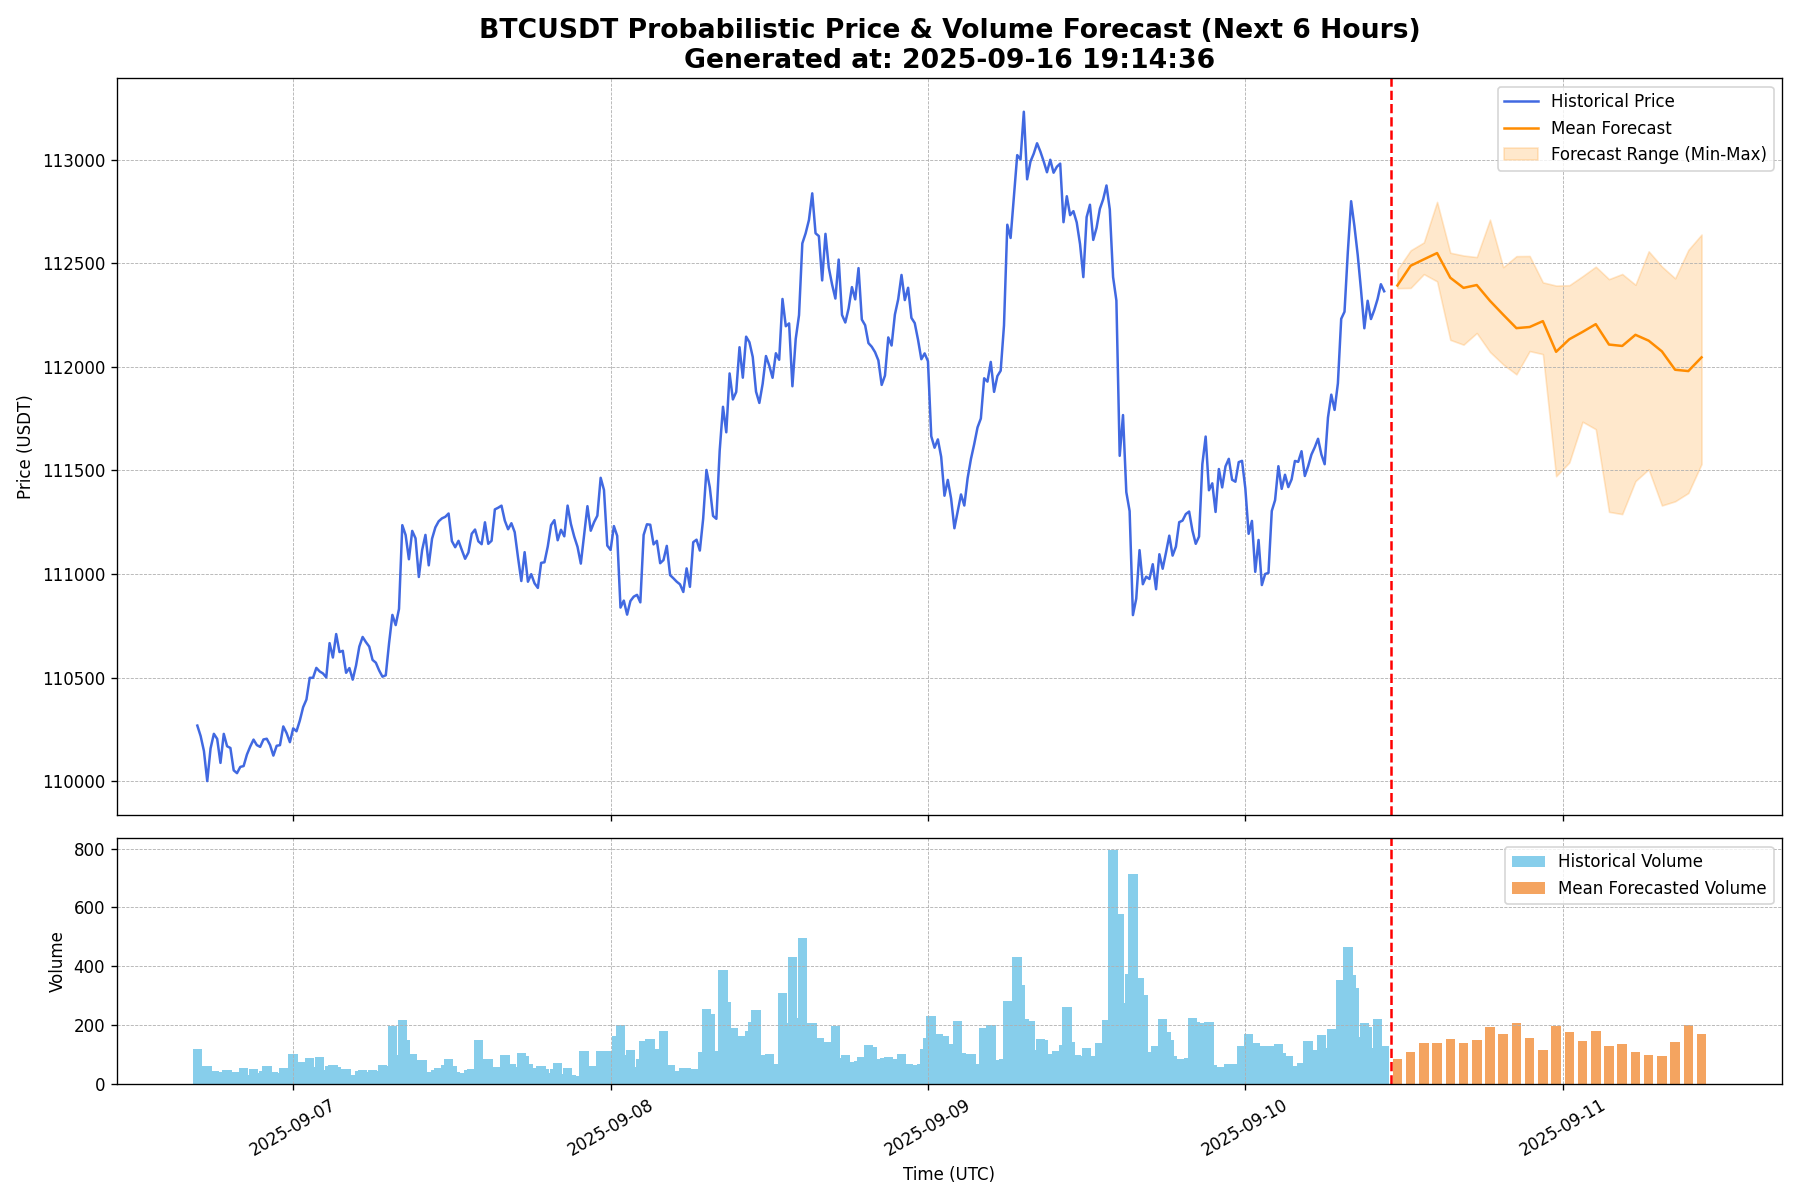 BTCUSDT Probabilistic Price & Volume Forecast (Next 6 Hours)
Generated at: 2025-09-16 19:14:36
Historical Price
Mean Forecast
Forecast Range (Min-Max)
Price (USDT)
113000
112500
112000
111500
111000
110500
110000
Historical Volume
Mean Forecasted Volume
Volume
800
600
400
200
0
2025-09-07
2025-09-08
2025-09-09
2025-09-10
2025-09-11
Time (UTC)